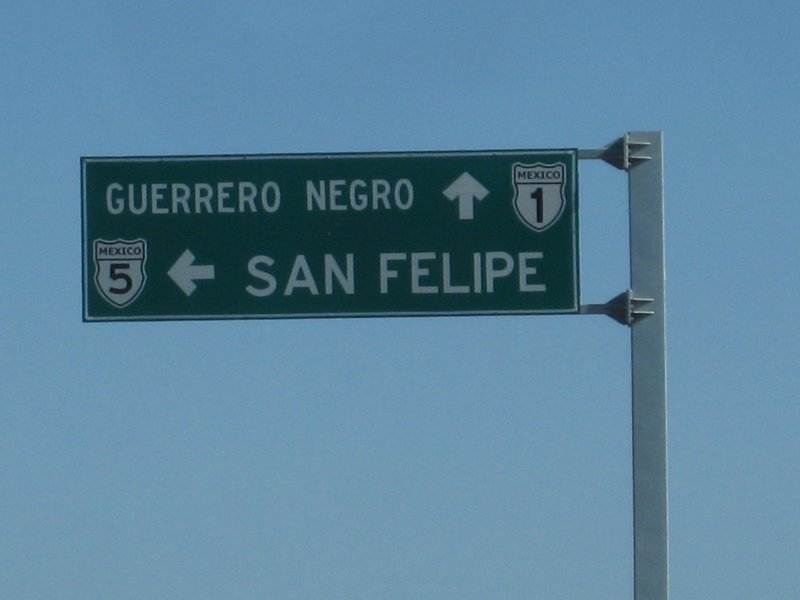 GUERRERO NEGRO
MEXICO
1
MEXICO
5
SAN FELIPE